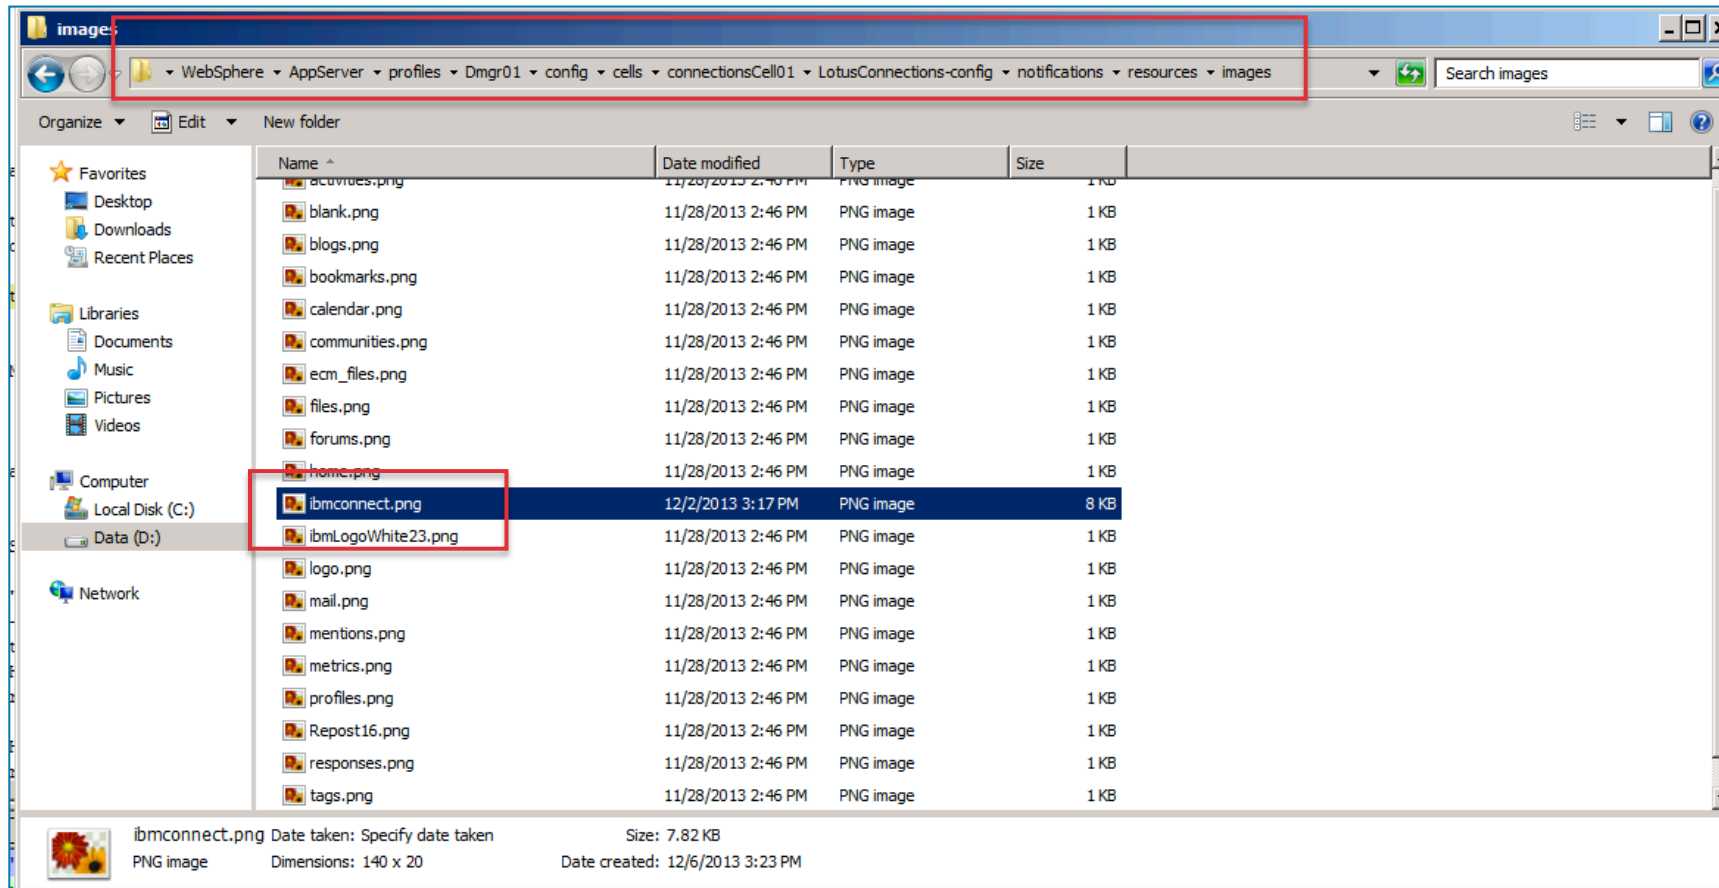 images
WebSphere AppServer profiles Dmgr01 config cells connectionsCell01 LotusConnections-config notifications resources images Search images
Organize Edit New folder
Favorites
Desktop
Downloads
Recent Places
Libraries
Documents
Music
Pictures
Videos
Computer
Local Disk (C:)
Data (D:)
Network
Name Date modified Type Size
activities.png 11/28/2013 2:46 PM PNG image 1 KB
blank.png 11/28/2013 2:46 PM PNG image 1 KB
blogs.png 11/28/2013 2:46 PM PNG image 1 KB
bookmarks.png 11/28/2013 2:46 PM PNG image 1 KB
calendar.png 11/28/2013 2:46 PM PNG image 1 KB
communities.png 11/28/2013 2:46 PM PNG image 1 KB
ecm_files.png 11/28/2013 2:46 PM PNG image 1 KB
files.png 11/28/2013 2:46 PM PNG image 1 KB
forums.png 11/28/2013 2:46 PM PNG image 1 KB
home.png 11/28/2013 2:46 PM PNG image 1 KB
ibmconnect.png 12/2/2013 3:17 PM PNG image 8 KB
ibmLogoWhite23.png 11/28/2013 2:46 PM PNG image 1 KB
logo.png 11/28/2013 2:46 PM PNG image 1 KB
mail.png 11/28/2013 2:46 PM PNG image 1 KB
mentions.png 11/28/2013 2:46 PM PNG image 1 KB
metrics.png 11/28/2013 2:46 PM PNG image 1 KB
profiles.png 11/28/2013 2:46 PM PNG image 1 KB
Repost16.png 11/28/2013 2:46 PM PNG image 1 KB
responses.png 11/28/2013 2:46 PM PNG image 1 KB
tags.png 11/28/2013 2:46 PM PNG image 1 KB
ibmconnect.png Date taken: Specify date taken Size: 7.82 KB
PNG image Dimensions: 140 x 20 Date created: 12/6/2013 3:23 PM